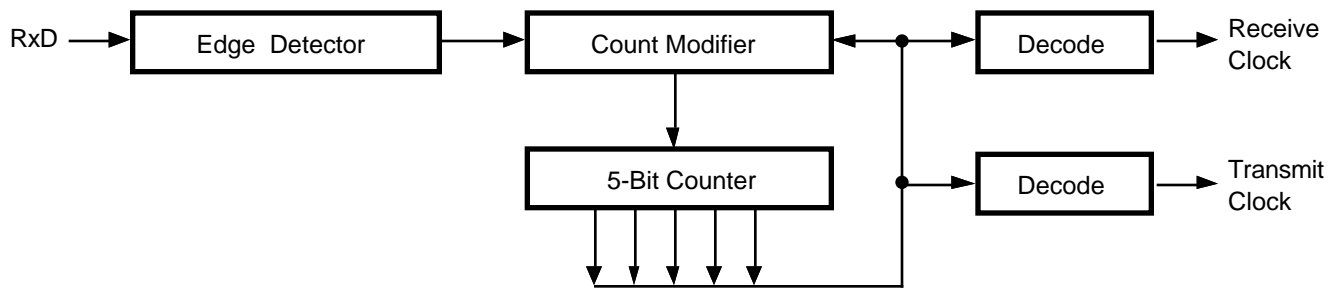 RxD
Edge Detector
Count Modifier
Decode
Receive
Clock
5-Bit Counter
Decode
Transmit
Clock